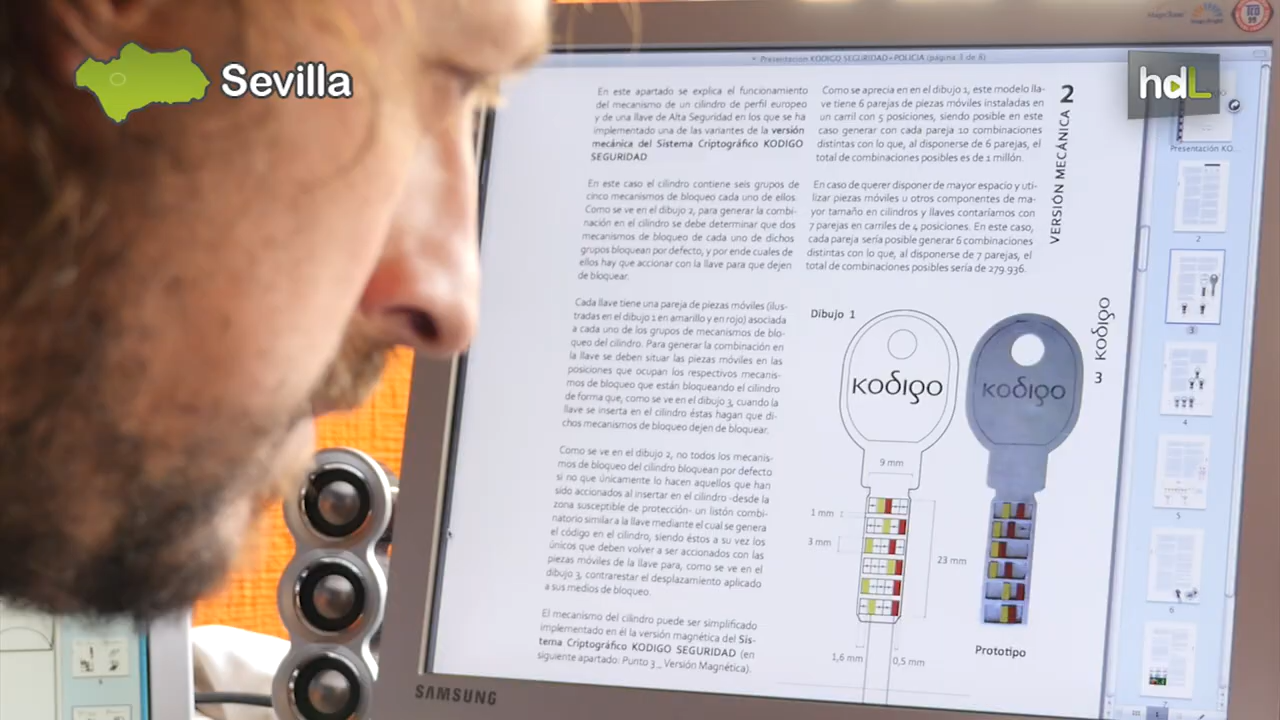 Sevilla
hdL
Presentacion KODIGO SEGURIDAD - POLICIA (página 3 de 8)
En este apartado se explica el funcionamiento
del mecanismo de un cilindro de perfil europeo
y de una llave de Alta Seguridad en los que se ha
implementado una de las variantes de la versión
mecánica del Sistema Criptográfico KODIGO
SEGURIDAD
En este caso el cilindro contiene seis grupos de
cinco mecanismos de bloqueo cada uno de ellos.
Como se ve en el dibujo 2, para generar la combi-
nación en el cilindro se debe determinar que dos
mecanismos de bloqueo de cada uno de dichos
grupos bloquean por defecto, y por ende cuales de
ellos hay que accionar con la llave para que dejen
de bloquear.
Cada llave tiene una pareja de piezas móviles (ilus-
tradas en el dibujo 1 en amarillo y en rojo) asociada
a cada uno de los grupos de mecanismos de blo-
queo del cilindro. Para generar la combinación en
la llave se deben situar las piezas móviles en las
posiciones que ocupan los respectivos mecanis-
mos de bloqueo que están bloqueando el cilindro
de forma que, como se ve en el dibujo 3, cuando la
llave se inserta en el cilindro éstas hagan que di-
chos mecanismos de bloqueo dejen de bloquear.
Como se ve en el dibujo 2, no todos los mecanis-
mos de bloqueo del cilindro bloquean por defecto
si no que únicamente lo hacen aquellos que han
sido accionados al insertar en el cilindro -desde la
zona susceptible de protección- un listón combi-
natorio similar a la llave mediante el cual se genera
el código en el cilindro, siendo éstos a su vez los
únicos que deben volver a ser accionados con las
piezas móviles de la llave para, como se ve en el
dibujo 3, contrarestar el desplazamiento aplicado
a sus medios de bloqueo.
El mecanismo del cilindro puede ser simplificado
implementado en él la versión magnética del Sis-
tema Criptográfico KODIGO SEGURIDAD (en
siguiente apartado: Punto 3 _ Versión Magnética).
Como se aprecia en en el dibujo 1, este modelo lla-
ve tiene 6 parejas de piezas móviles instaladas en
un carril con 5 posiciones, siendo posible en este
caso generar con cada pareja 10 combinaciones
distintas con lo que, al disponerse de 6 parejas, el
total de combinaciones posibles es de 1 millón.
En caso de querer disponer de mayor espacio y uti-
lizar piezas móviles u otros componentes de ma-
yor tamaño en cilindros y llaves contaríamos con
7 parejas en carriles de 4 posiciones. En este caso,
cada pareja sería posible generar 6 combinaciones
distintas con lo que, al disponerse de 7 parejas, el
total de combinaciones posibles sería de 279.936.
VERSIÓN MECÁNICA 2
Dibujo 1
KODIGO
KODIGO
9 mm
1 mm
3 mm
23 mm
1,6 mm
0,5 mm
Prototipo
KODIGO
3
Presentación KO...
2
3
4
5
6
7
SAMSUNG